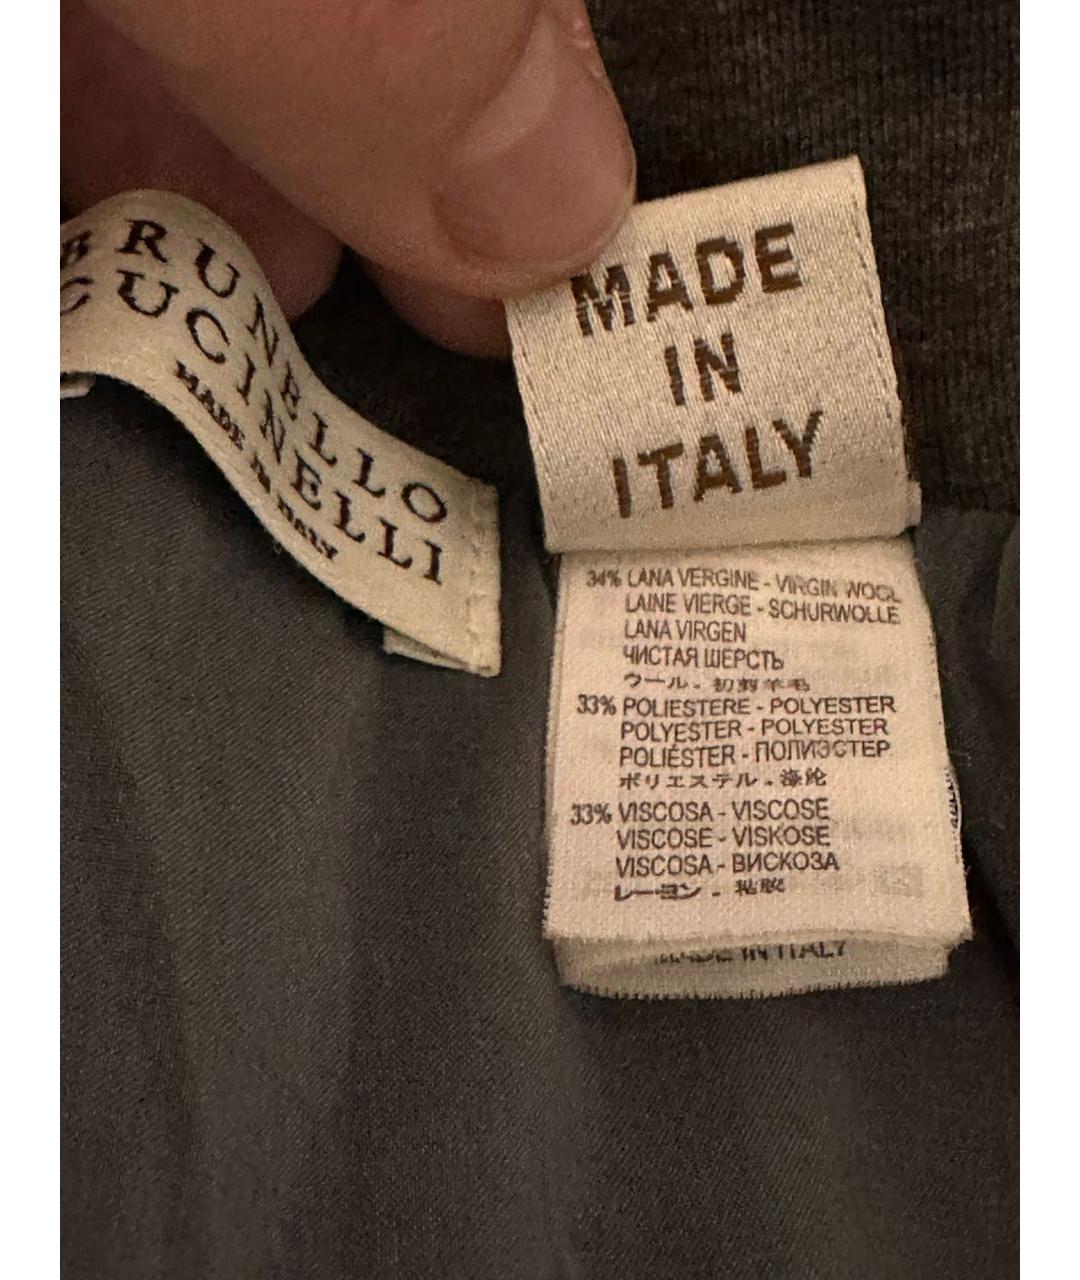 BRUNELLO
CUCINELLI
MADE IN ITALY
MADE
IN
ITALY
34% LANA VERGINE - VIRGIN WOOL
LAINE VIERGE - SCHURWOLLE
LANA VIRGEN
ЧИСТАЯ ШЕРСТЬ
ウール - 初剪羊毛
33% POLIESTERE - POLYESTER
POLYESTER - POLYESTER
POLIÉSTER - ПОЛИЭСТЕР
ポリエステル - 涤纶
33% VISCOSA - VISCOSE
VISCOSE - VISKOSE
VISCOSA - ВИСКОЗА
レーヨン - 粘胶
MADE IN ITALY